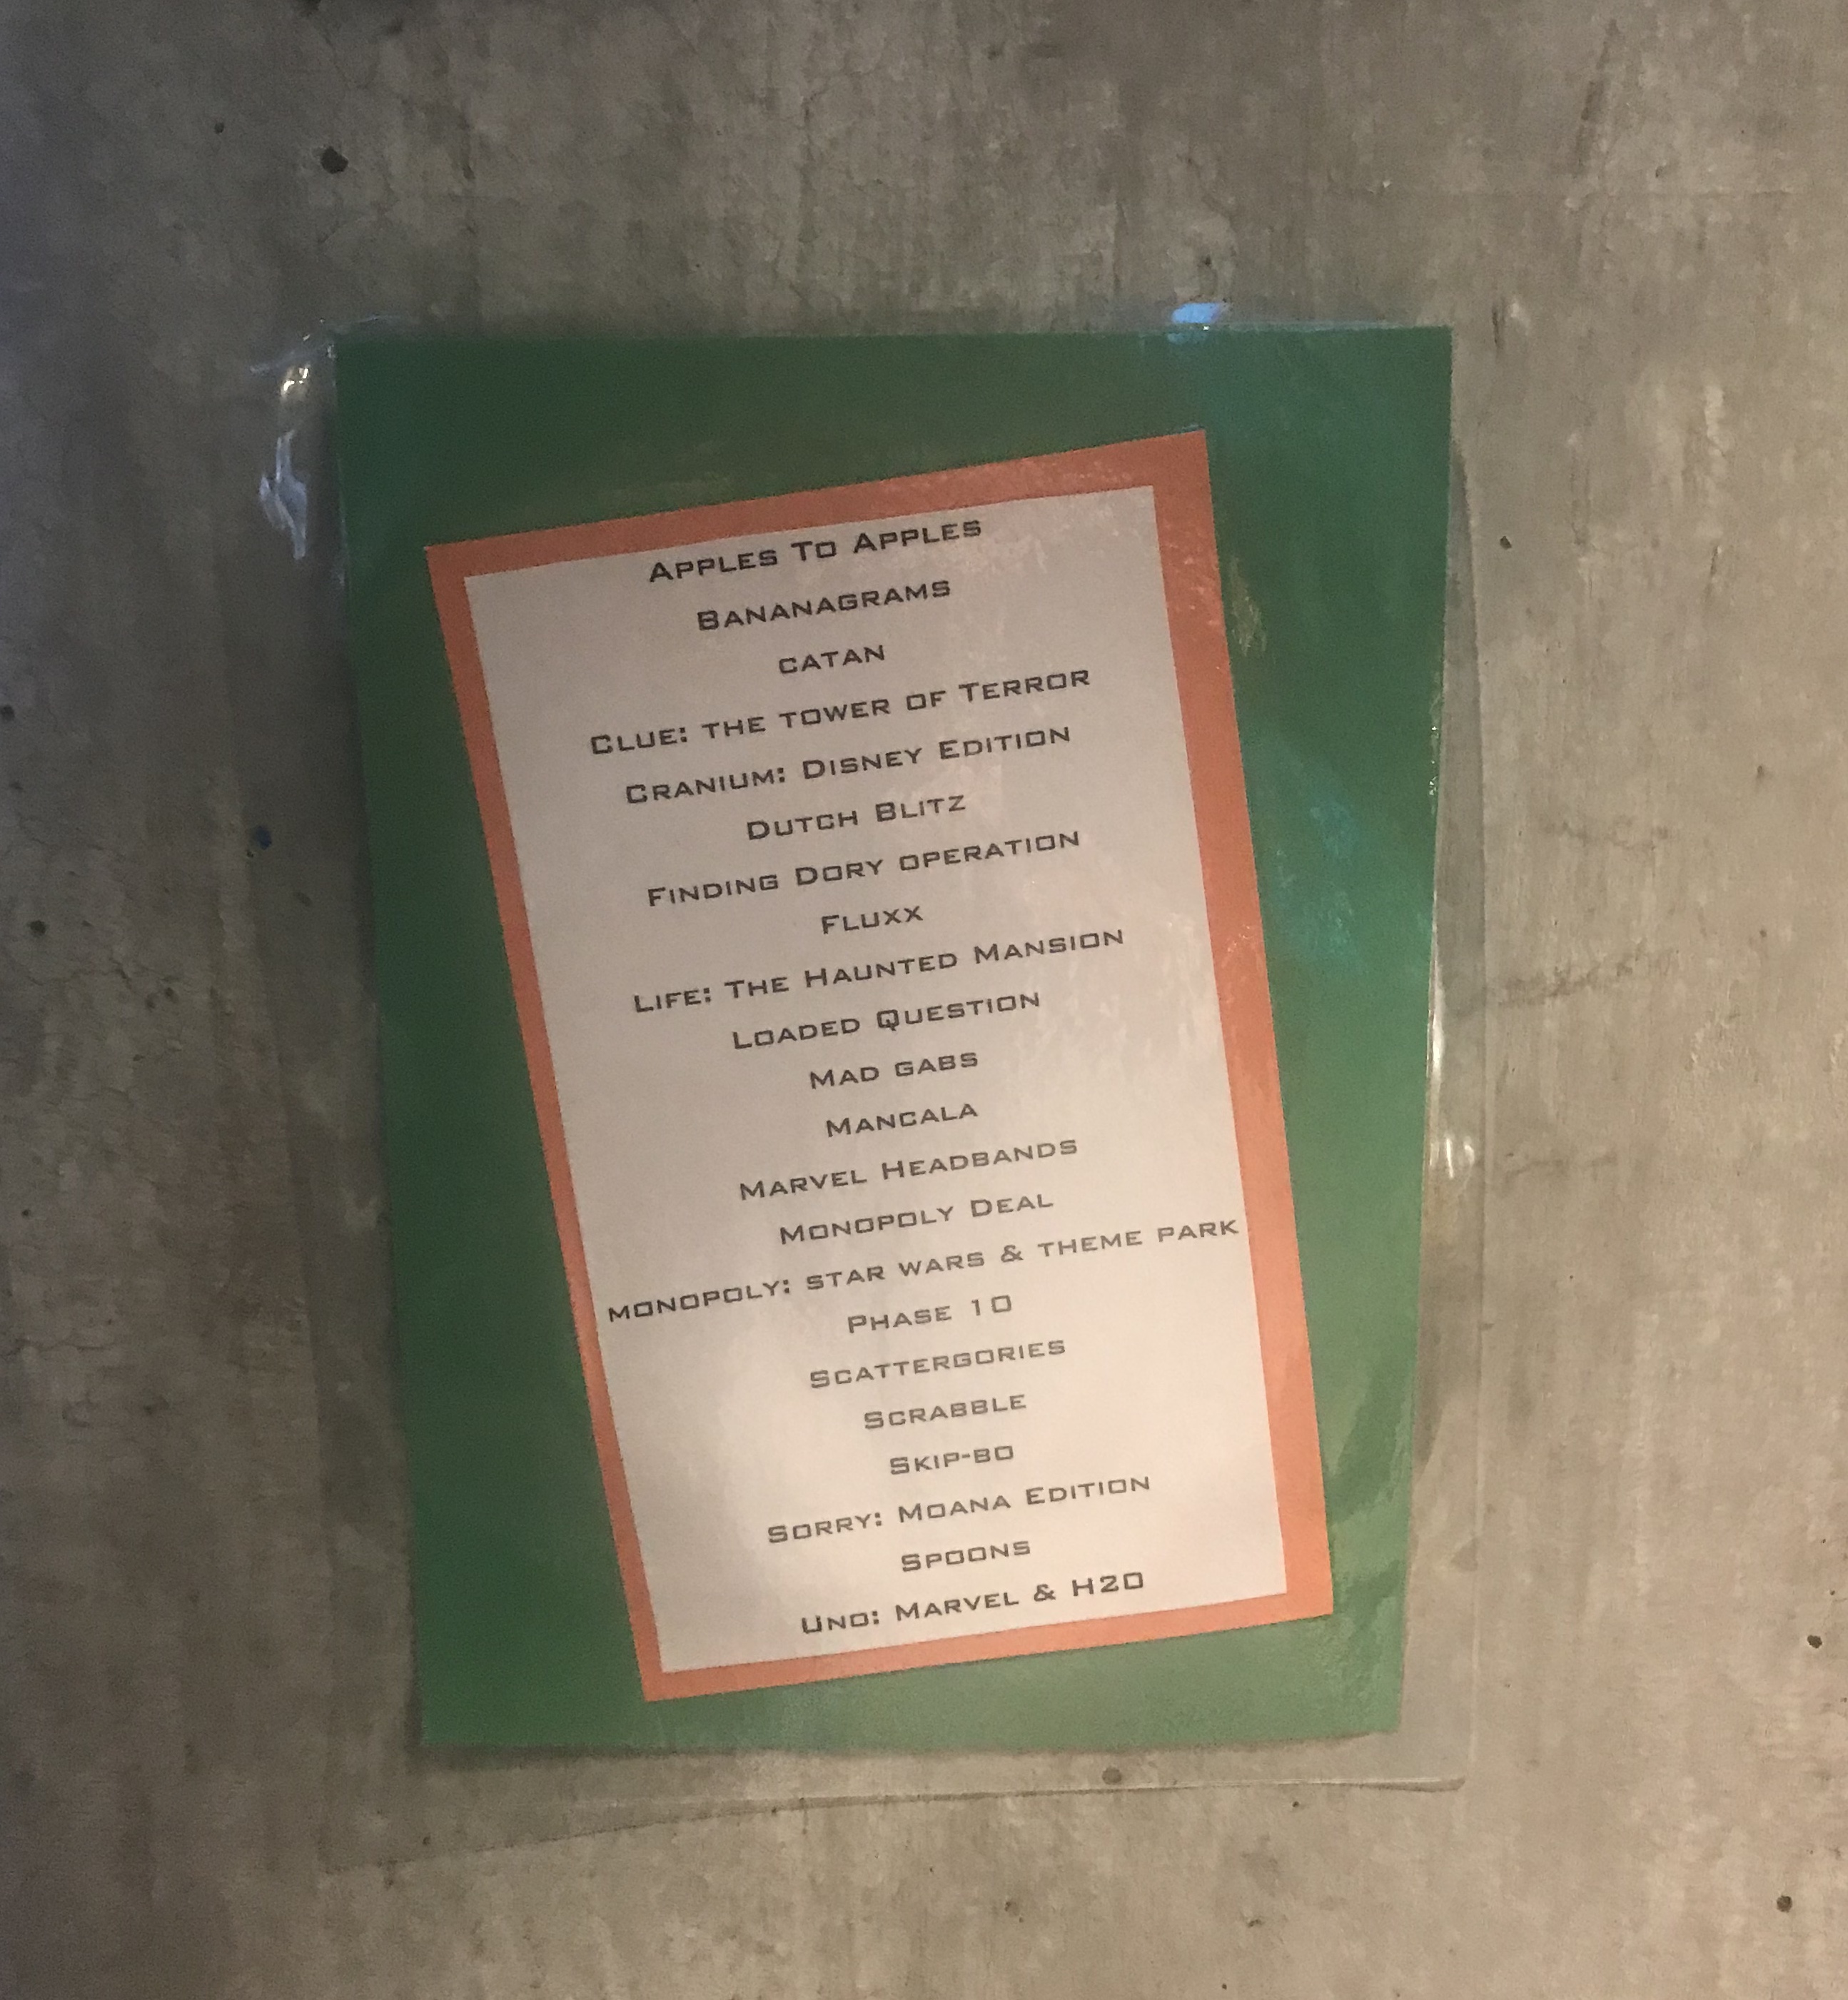 Apples To Apples
Bananagrams
CATAN
Clue: the tower of Terror
Cranium: Disney Edition
Dutch Blitz
Finding Dory operation
Fluxx
Life: The Haunted Mansion
Loaded Question
Mad gabs
Mancala
Marvel Headbands
Monopoly Deal
monopoly: star wars & theme park
Phase 10
Scattergories
Scrabble
Skip-bo
Sorry: Moana Edition
Spoons
Uno: Marvel & H2O